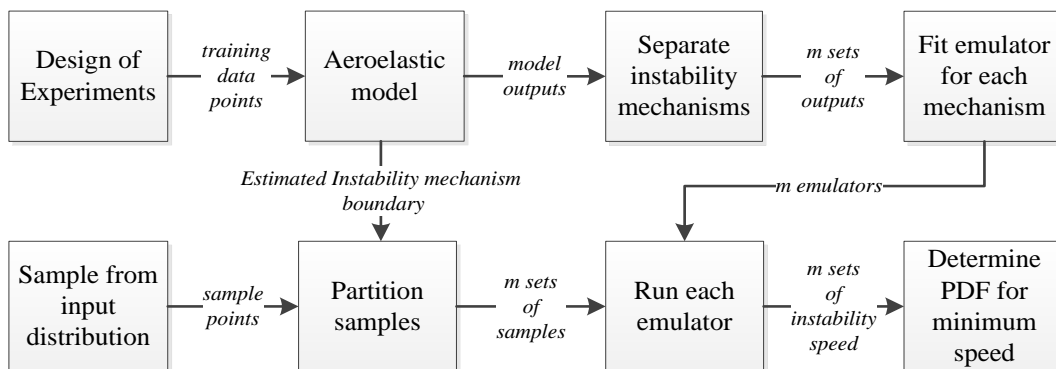 Design of
Experiments
training
data
points
Aeroelastic
model
model
outputs
Separate
instability
mechanisms
m sets
of
outputs
Fit emulator
for each
mechanism
Estimated Instability mechanism
boundary
m emulators
Sample from
input
distribution
sample
points
Partition
samples
m sets
of
samples
Run each
emulator
m sets
of
instability
speed
Determine
PDF for
minimum
speed